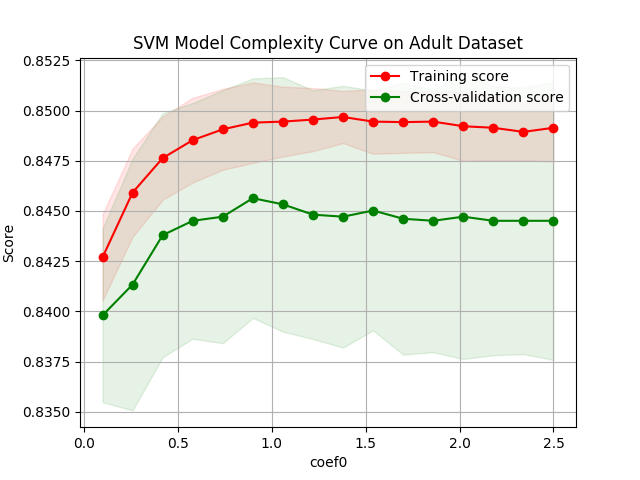 SVM Model Complexity Curve on Adult Dataset
Training score
Cross-validation score
Score
0.8525
0.8500
0.8475
0.8450
0.8425
0.8400
0.8375
0.8350
0.0 0.5 1.0 1.5 2.0 2.5
coef0